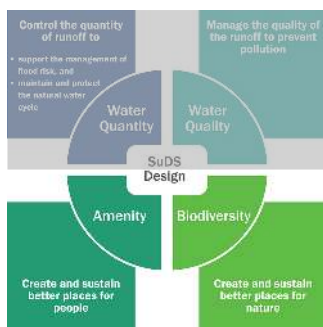 Control the quantity
of runoff to
• support the management of
flood risk, and
• maintain and protect
the natural water
cycle
Manage the quality of
the runoff to prevent
pollution
Water
Quantity
Water
Quality
SuDS
Design
Amenity
Biodiversity
Create and sustain
better places for
people
Create and sustain
better places for
nature